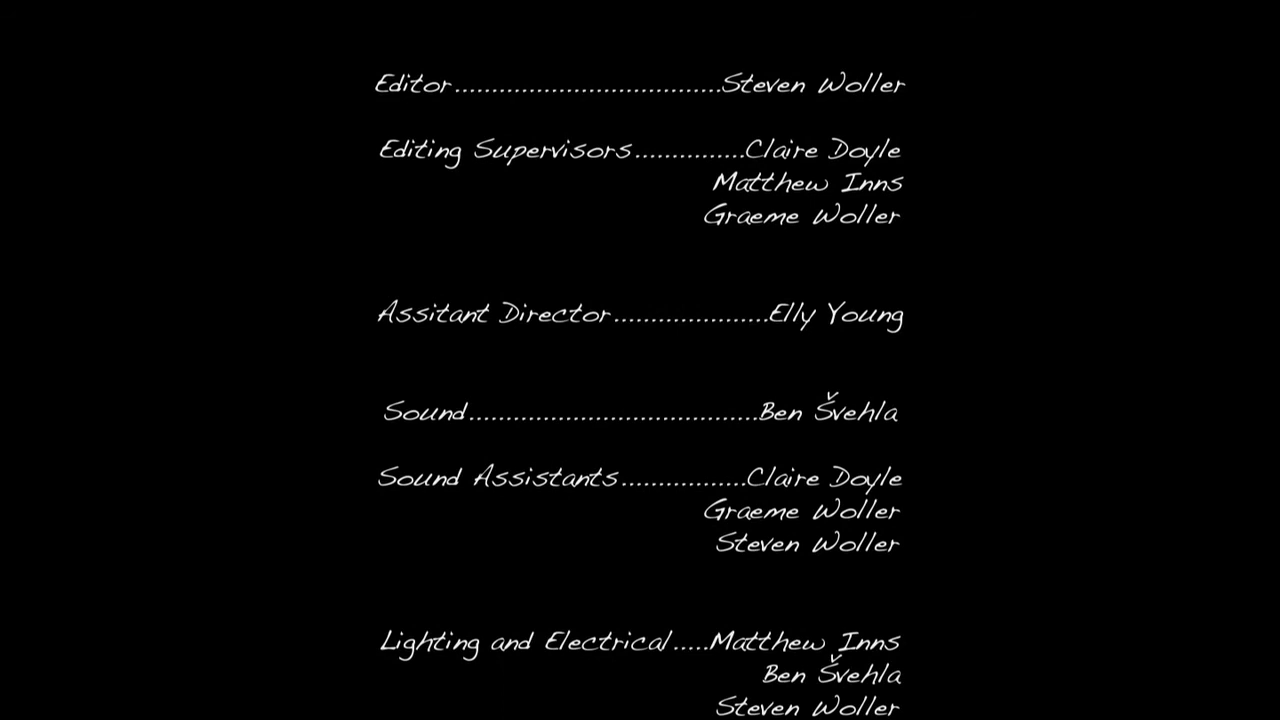 Editor....................................Steven Woller
Editing Supervisors...............Claire Doyle
Matthew Inns
Graeme Woller
Assitant Director.....................Elly Young
Sound.......................................Ben Švehla
Sound Assistants.................Claire Doyle
Graeme Woller
Steven Woller
Lighting and Electrical.....Matthew Inns
Ben Švehla
Steven Woller